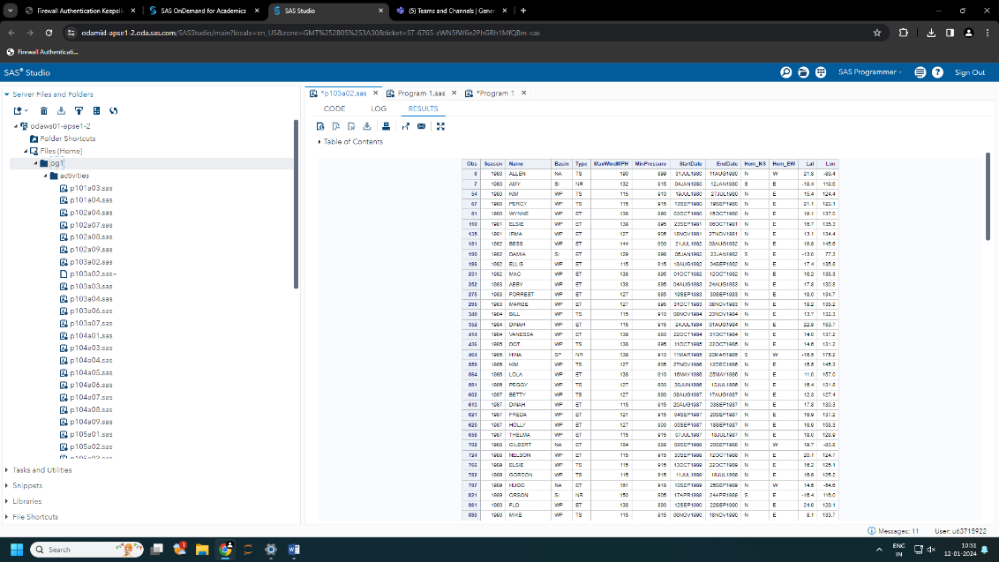 Firewall Authentication Keepali
SAS OnDemand for Academics
SAS Studio
(5) Teams and Channels | Gener
odamid-apse1-2.oda.sas.com/SASStudio/main?locale=en_US&zone=GMT%252B05%253A30&ticket=ST-6765-zWN5fW6e2PhGRh1MfQBm-cas
Firewall Authenticati...
SAS® Studio
SAS Programmer
Sign Out
Server Files and Folders
odaws01-apse1-2
Folder Shortcuts
Files (Home)
pg1
activities
p101a03.sas
p101a04.sas
p102a04.sas
p102a07.sas
p102a08.sas
p102a09.sas
p103a02.sas
p103a02.sas~
p103a03.sas
p103a04.sas
p103a06.sas
p103a07.sas
p104a01.sas
p104a03.sas
p104a04.sas
p104a05.sas
p104a06.sas
p104a07.sas
p104a08.sas
p104a09.sas
p105a01.sas
p105a02.sas
p105a03.sas
Tasks and Utilities
Snippets
Libraries
File Shortcuts
*p103a02.sas
Program 1.sas
*Program 1
CODE LOG RESULTS
Table of Contents
Obs Season Name Basin Type MaxWindMPH MinPressure StartDate EndDate Hem_NS Hem_EW Lat Lon
6 1980 ALLEN NA TS 190 899 31JUL1980 11AUG1980 N W 21.8 -86.4
7 1980 AMY SI NR 132 915 04JAN1980 12JAN1980 S E -19.4 119.6
54 1980 KIM WP TS 115 910 19JUL1980 27JUL1980 N E 15.4 124.4
67 1980 PERCY WP TS 115 915 13SEP1980 19SEP1980 N E 21.1 122.1
81 1980 WYNNE WP ET 138 890 02OCT1980 15OCT1980 N E 19.1 137.0
110 1981 ELSIE WP ET 138 895 23SEP1981 06OCT1981 N E 16.7 135.3
135 1981 IRMA WP ET 127 905 18NOV1981 27NOV1981 N E 13.1 134.4
181 1982 BESS WP ET 144 900 21JUL1982 03AUG1982 N E 19.8 145.6
190 1982 DAMIA SI ET 129 898 05JAN1982 23JAN1982 S E -13.0 77.3
196 1982 ELLIS WP ET 115 915 18AUG1982 04SEP1982 N E 17.4 135.8
231 1982 MAC WP ET 138 895 01OCT1982 12OCT1982 N E 16.2 138.3
252 1983 ABBY WP ET 138 895 04AUG1983 24AUG1983 N E 17.8 130.8
275 1983 FORREST WP ET 127 885 19SEP1983 30SEP1983 N E 18.0 134.7
295 1983 MARGE WP ET 127 895 31OCT1983 08NOV1983 N E 18.2 135.2
340 1984 BILL WP TS 115 910 08NOV1984 23NOV1984 N E 13.7 132.3
352 1984 DINAH WP ET 115 915 24JUL1984 01AUG1984 N E 22.8 153.7
414 1984 VANESSA WP ET 138 880 22OCT1984 31OCT1984 N E 14.0 137.2
436 1985 DOT WP TS 138 895 11OCT1985 22OCT1985 N E 14.6 131.2
464 1985 HINA SP NR 138 910 11MAR1985 20MAR1985 S W -16.5 175.2
559 1986 KIM WP TS 127 905 27NOV1986 13DEC1986 N E 15.5 145.3
564 1986 LOLA WP ET 138 910 16MAY1986 25MAY1986 N E 11.0 157.0
581 1986 PEGGY WP TS 127 900 30JUN1986 12JUL1986 N E 16.4 131.8
602 1987 BETTY WP TS 127 890 08AUG1987 17AUG1987 N E 12.8 127.4
613 1987 DINAH WP ET 115 915 20AUG1987 03SEP1987 N E 17.8 130.3
621 1987 FREDA WP ET 121 915 04SEP1987 20SEP1987 N E 16.9 137.2
625 1987 HOLLY WP ET 127 900 05SEP1987 18SEP1987 N E 16.9 158.3
658 1987 THELMA WP ET 115 915 07JUL1987 18JUL1987 N E 18.0 128.9
702 1988 GILBERT NA ET 184 888 08SEP1988 20SEP1988 N W 19.7 -83.8
724 1988 NELSON WP ET 115 915 30SEP1988 12OCT1988 N E 20.1 124.7
765 1989 ELSIE WP TS 115 915 13OCT1989 22OCT1989 N E 16.2 125.1
782 1989 GORDON WP TS 115 915 11JUL1989 19JUL1989 N E 16.9 125.2
787 1989 HUGO NA ET 161 918 10SEP1989 25SEP1989 N W 14.6 -54.6
821 1989 ORSON SI NR 150 905 17APR1989 24APR1989 S E -16.4 116.0
861 1990 FLO WP ET 138 890 12SEP1990 22SEP1990 N E 24.0 129.1
890 1990 MIKE WP TS 115 915 06NOV1990 18NOV1990 N E 8.1 133.7
Messages: 11
User: u63715922
Search
ENG
IN
10:51
12-01-2024